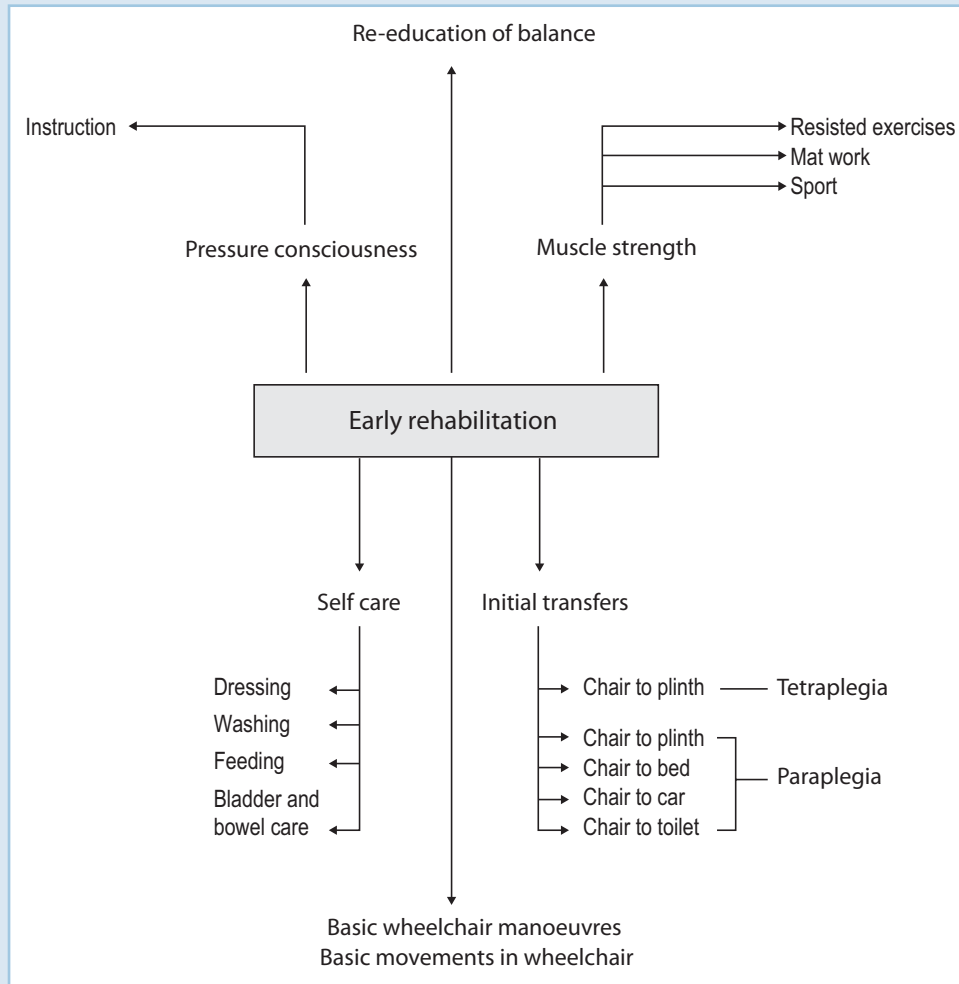 Re-education of balance
Instruction
Resisted exercises
Mat work
Sport
Pressure consciousness
Muscle strength
Early rehabilitation
Self care
Initial transfers
Dressing
Washing
Feeding
Bladder and
bowel care
Chair to plinth
Tetraplegia
Chair to plinth
Chair to bed
Chair to car
Chair to toilet
Paraplegia
Basic wheelchair manoeuvres
Basic movements in wheelchair